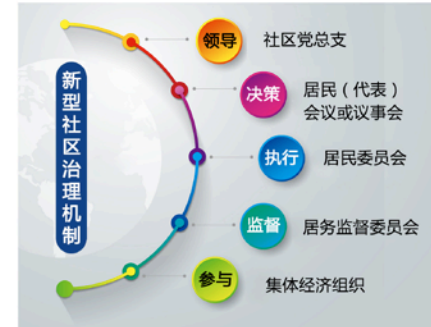 新型社区治理机制
领导
社区党总支
决策
居民（代表）
会议或议事会
执行
居民委员会
监督
居务监督委员会
参与
集体经济组织